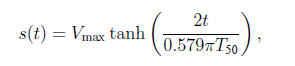 s(t) = V_max tanh ( 2t / 0.579πT_50 ) ,